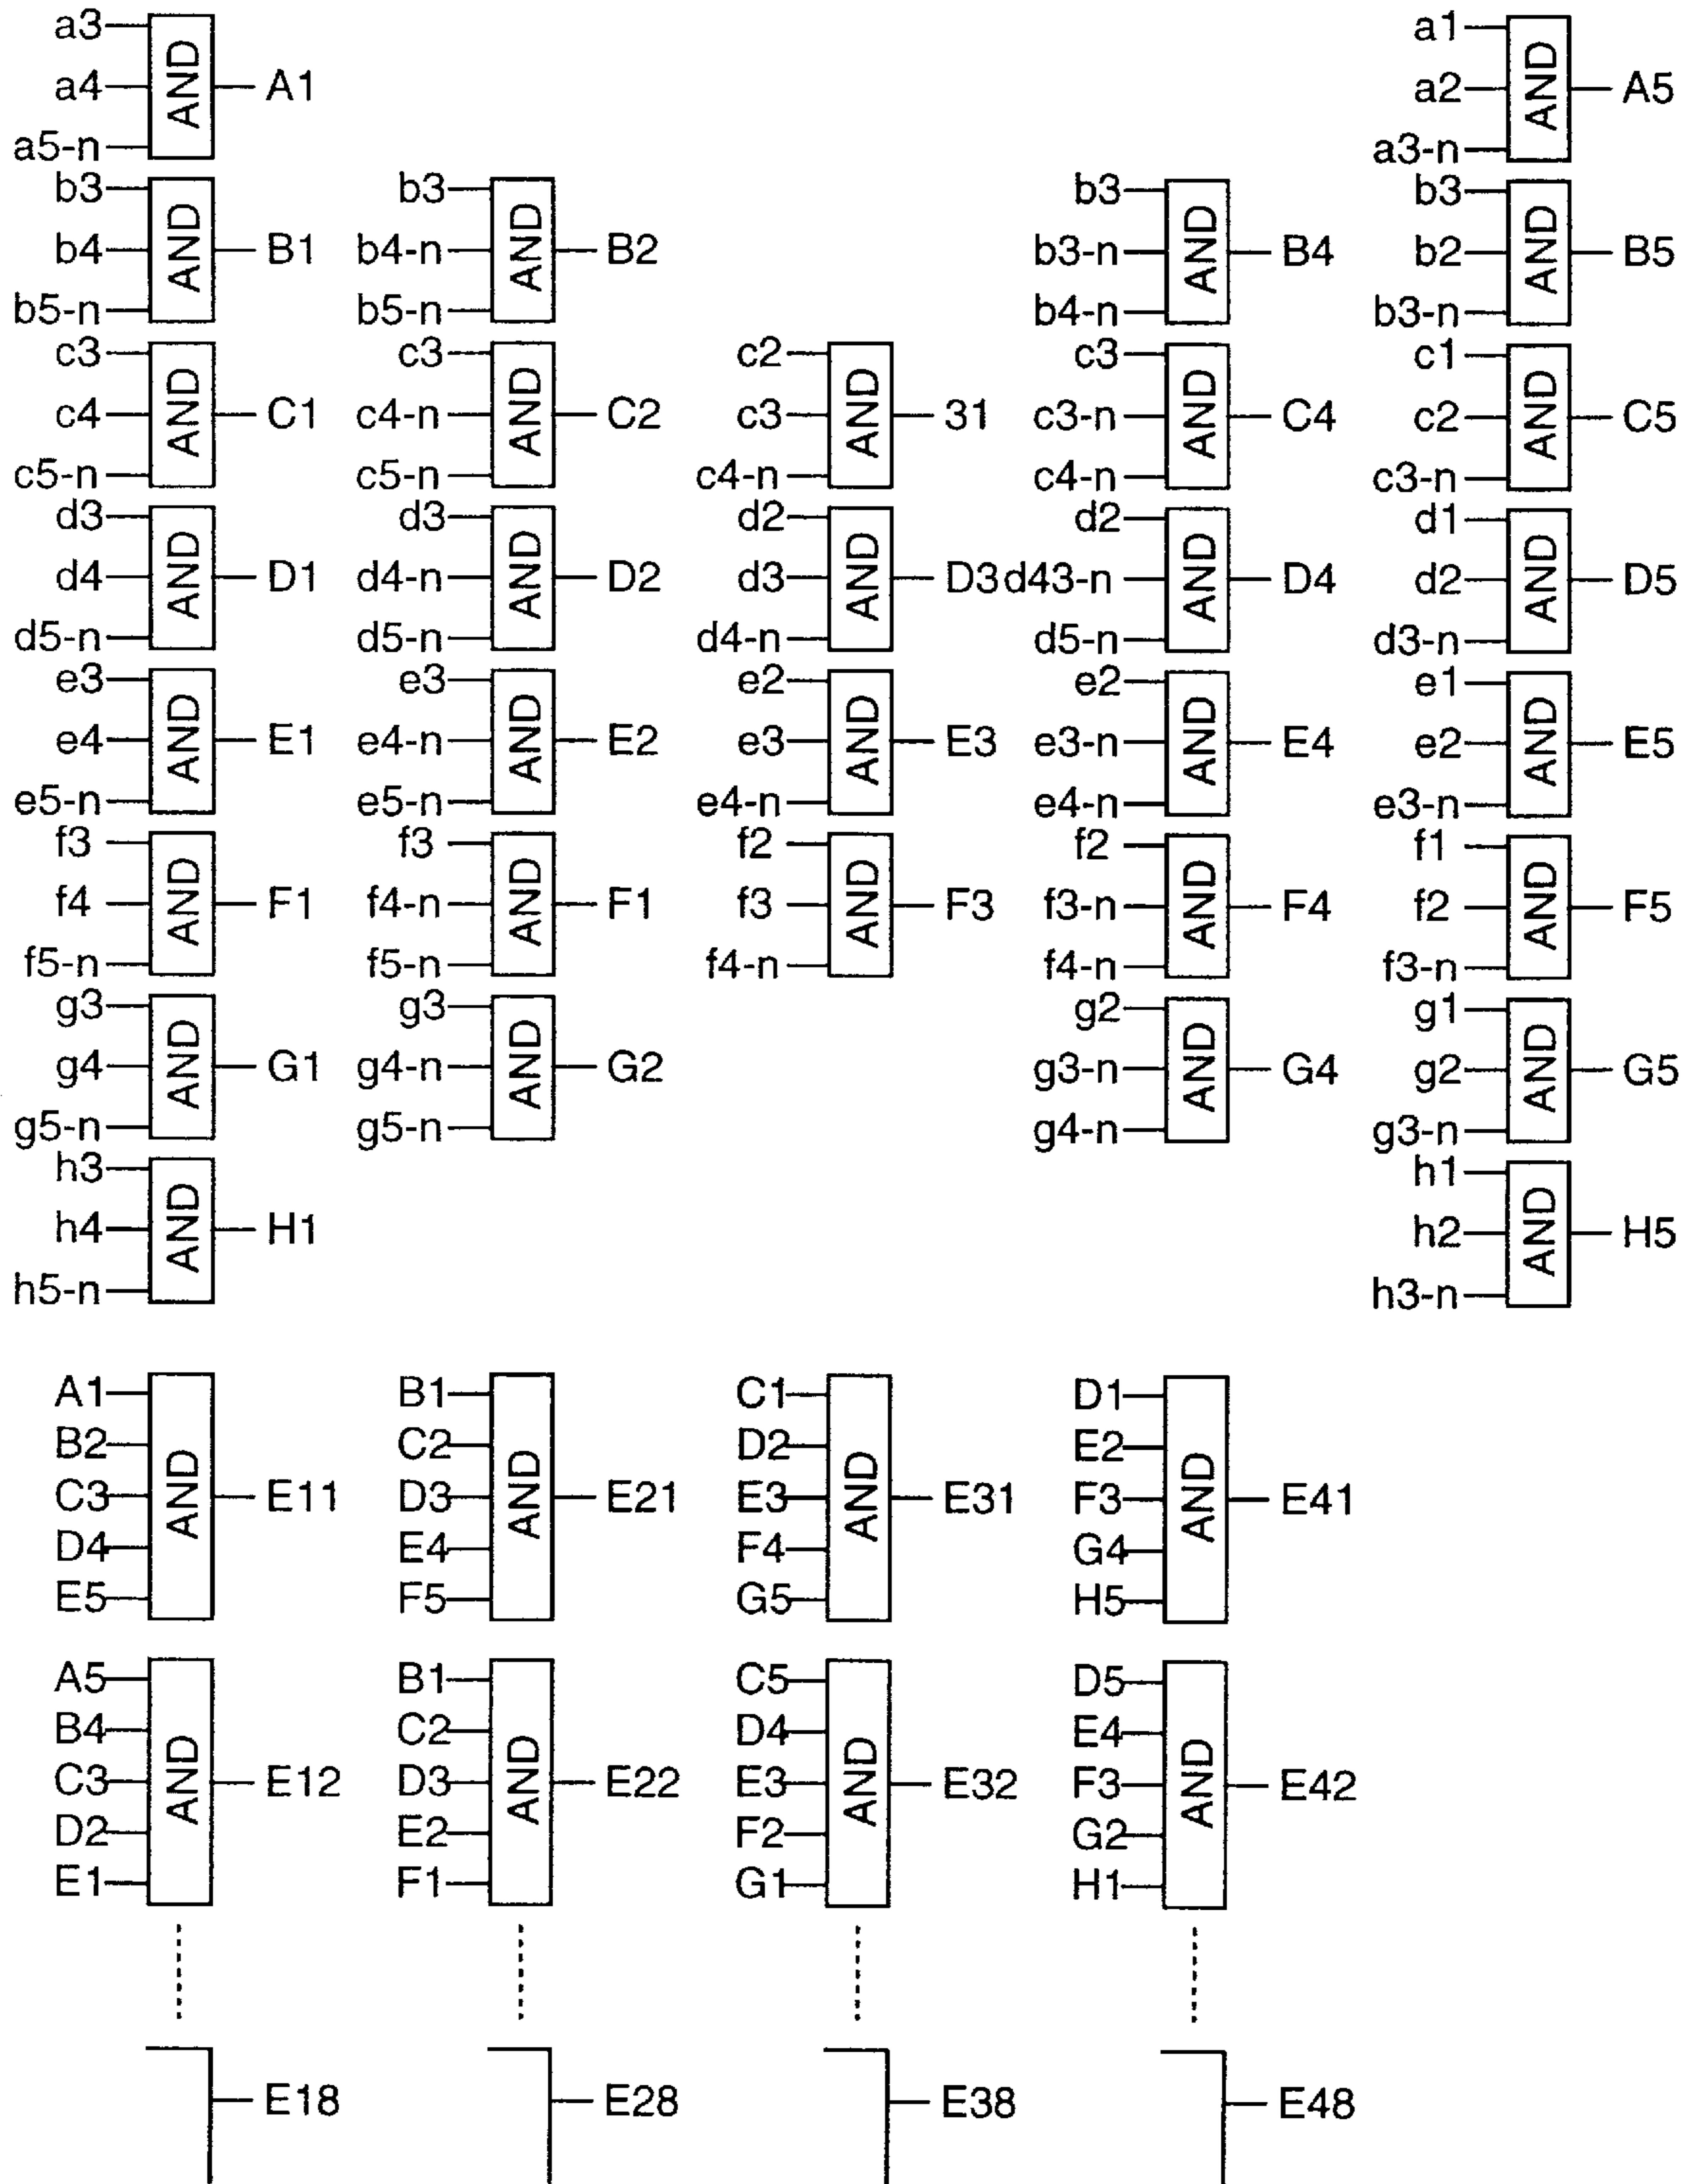 a3 a1
a4 AND A1 a2 AND A5
a5-n a3-n
b3 b3 b3 b3
b4 AND B1 b4-n AND B2 b3-n AND B4 b2 AND B5
b5-n b5-n b4-n b3-n
c3 c3 c2 c3 c1
c4 AND C1 c4-n AND C2 c3 AND 31 c3-n AND C4 c2 AND C5
c5-n c5-n c4-n c4-n c3-n
d3 d3 d2 d2 d1
d4 AND D1 d4-n AND D2 d3 AND D3 d43-n AND D4 d2 AND D5
d5-n d5-n d4-n d5-n d3-n
e3 e3 e2 e2 e1
e4 AND E1 e4-n AND E2 e3 AND E3 e3-n AND E4 e2 AND E5
e5-n e5-n e4-n e4-n e3-n
f3 f3 f2 f2 f1
f4 AND F1 f4-n AND F1 f3 AND F3 f3-n AND F4 f2 AND F5
f5-n f5-n f4-n f4-n f3-n
g3 g3 g2 g1
g4 AND G1 g4-n AND G2 g3-n AND G4 g2 AND G5
g5-n g5-n g4-n g3-n
h3 h1
h4 AND H1 h2 AND H5
h5-n h3-n
A1 B1 C1 D1
B2 C2 D2 E2
C3 AND E11 D3 AND E21 E3 AND E31 F3 AND E41
D4 E4 F4 G4
E5 F5 G5 H5
A5 B1 C5 D5
B4 C2 D4 E4
C3 AND E12 D3 AND E22 E3 AND E32 F3 AND E42
D2 E2 F2 G2
E1 F1 G1 H1
E18 E28 E38 E48